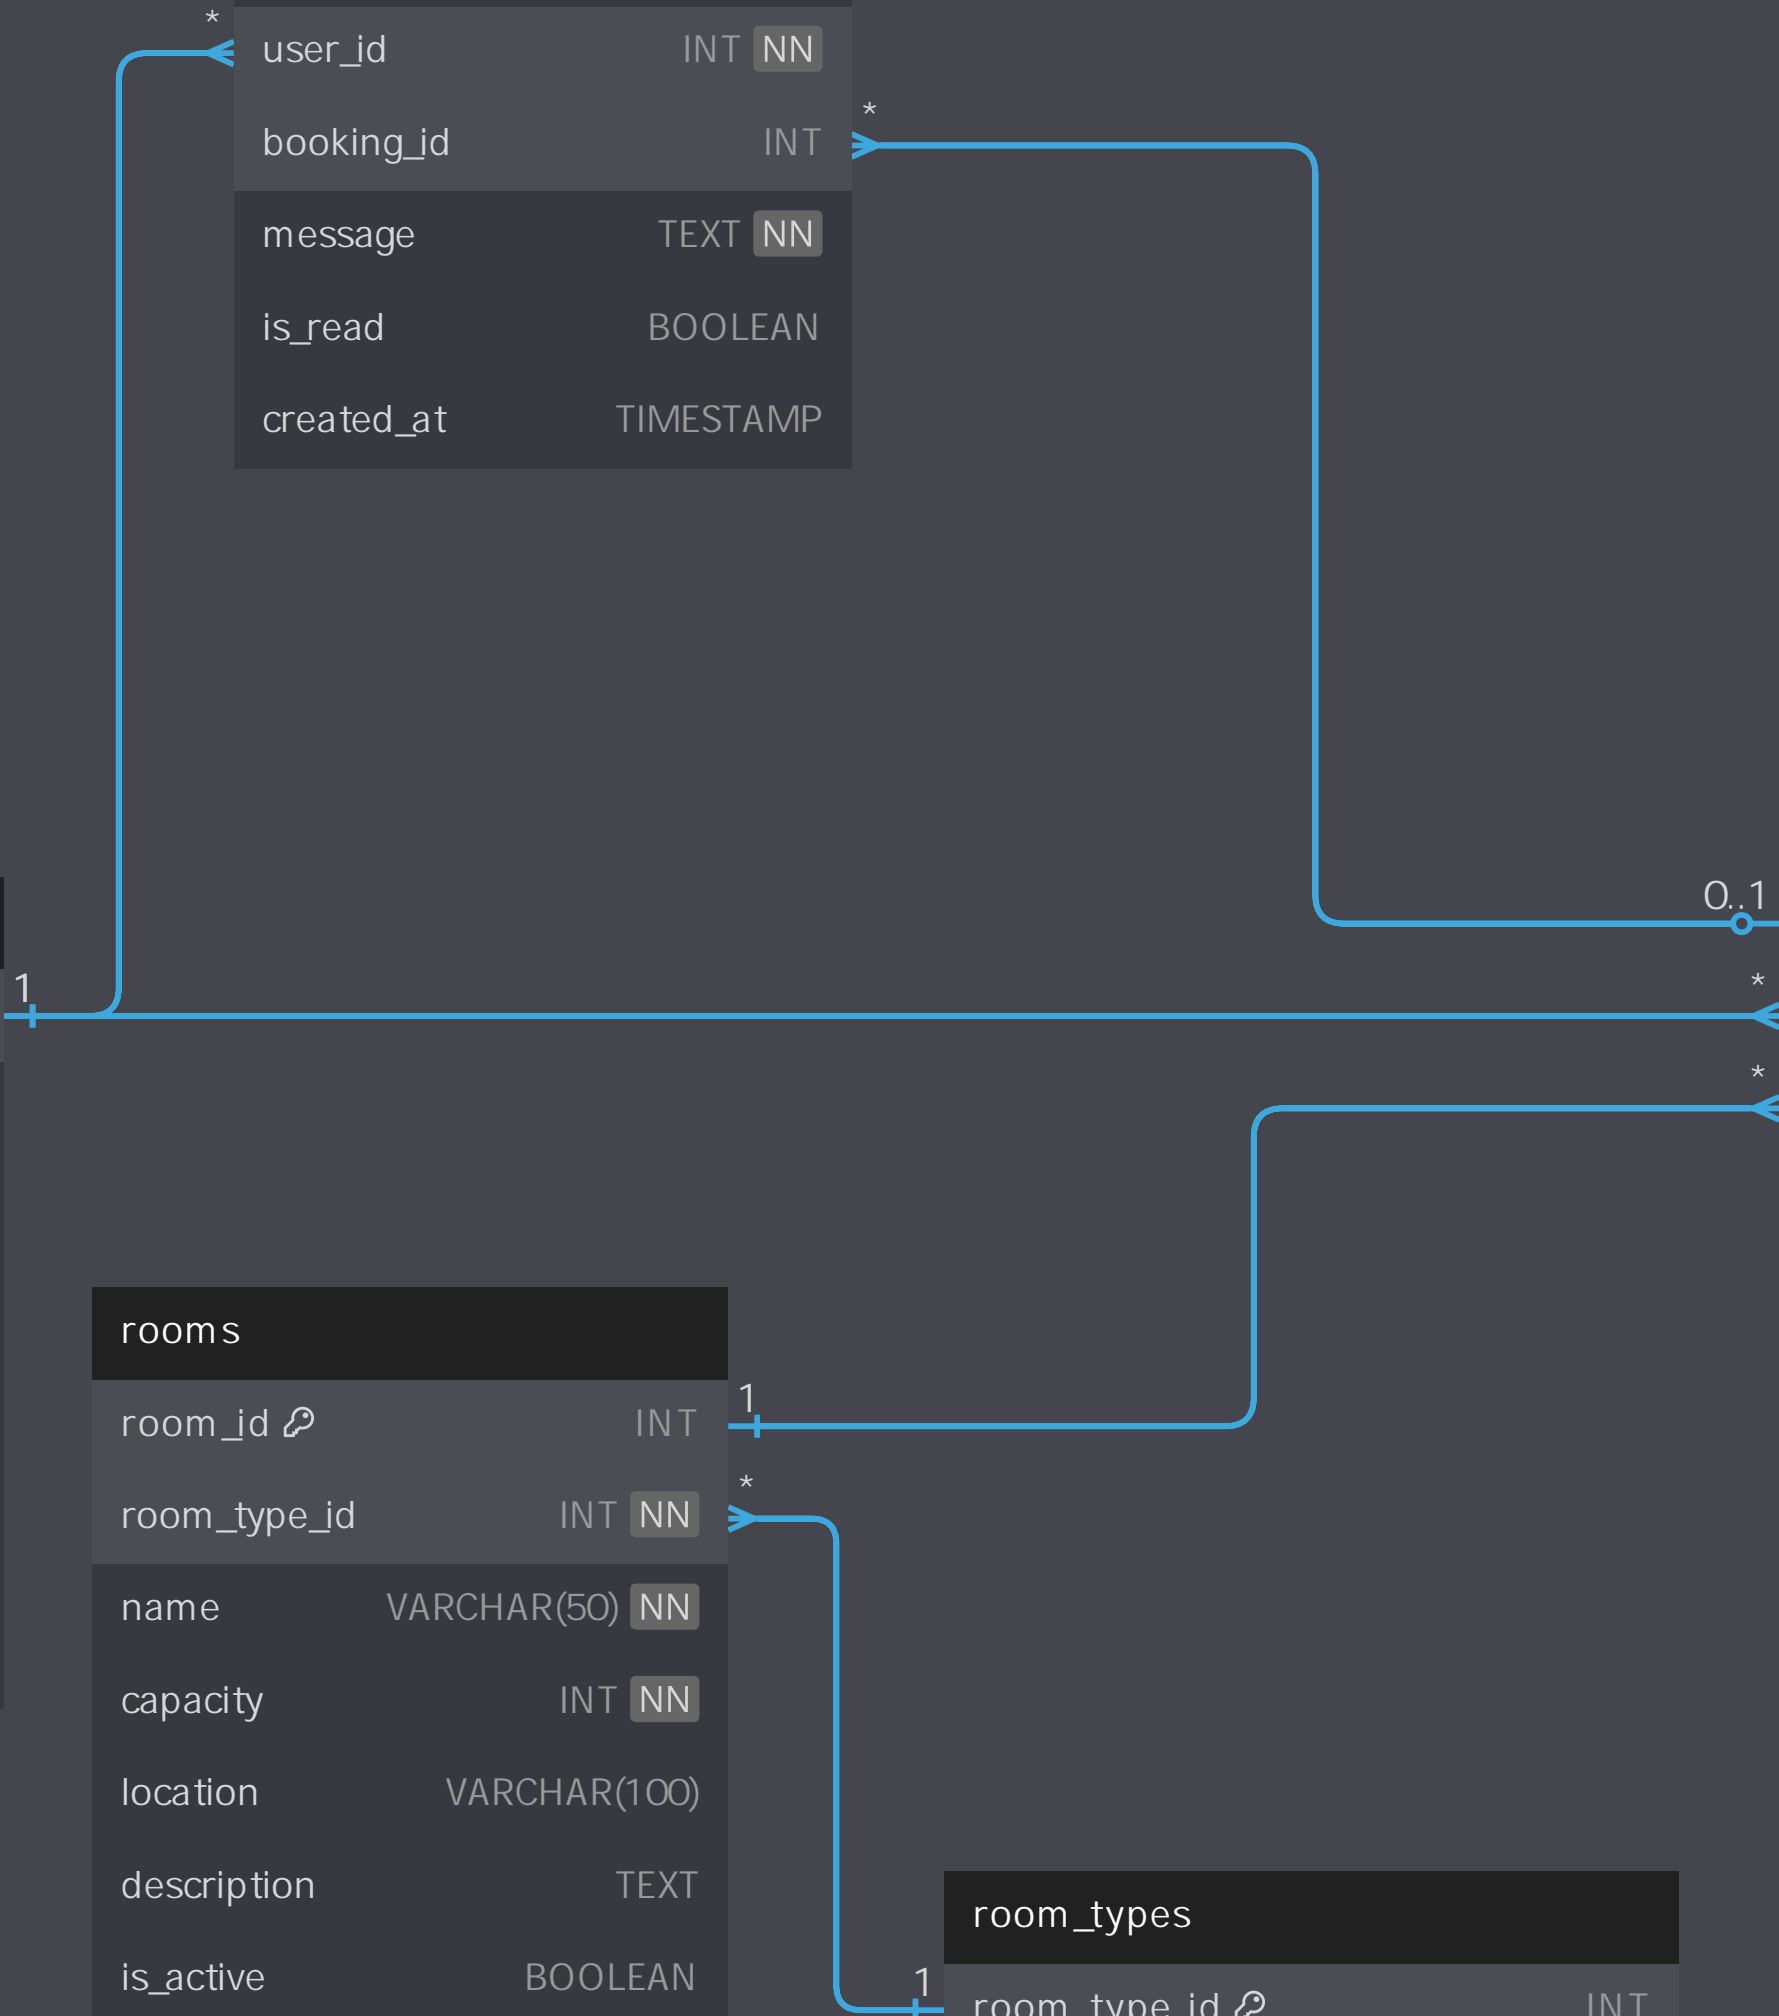 *
user_id INT NN
*
booking_id INT
message TEXT NN
is_read BOOLEAN
created_at TIMESTAMP
0..1
1
*
*
rooms
1
room_id INT
*
room_type_id INT NN
name VARCHAR(50) NN
capacity INT NN
location VARCHAR(100)
description TEXT
room_types
is_active BOOLEAN
1
room_type_id INT